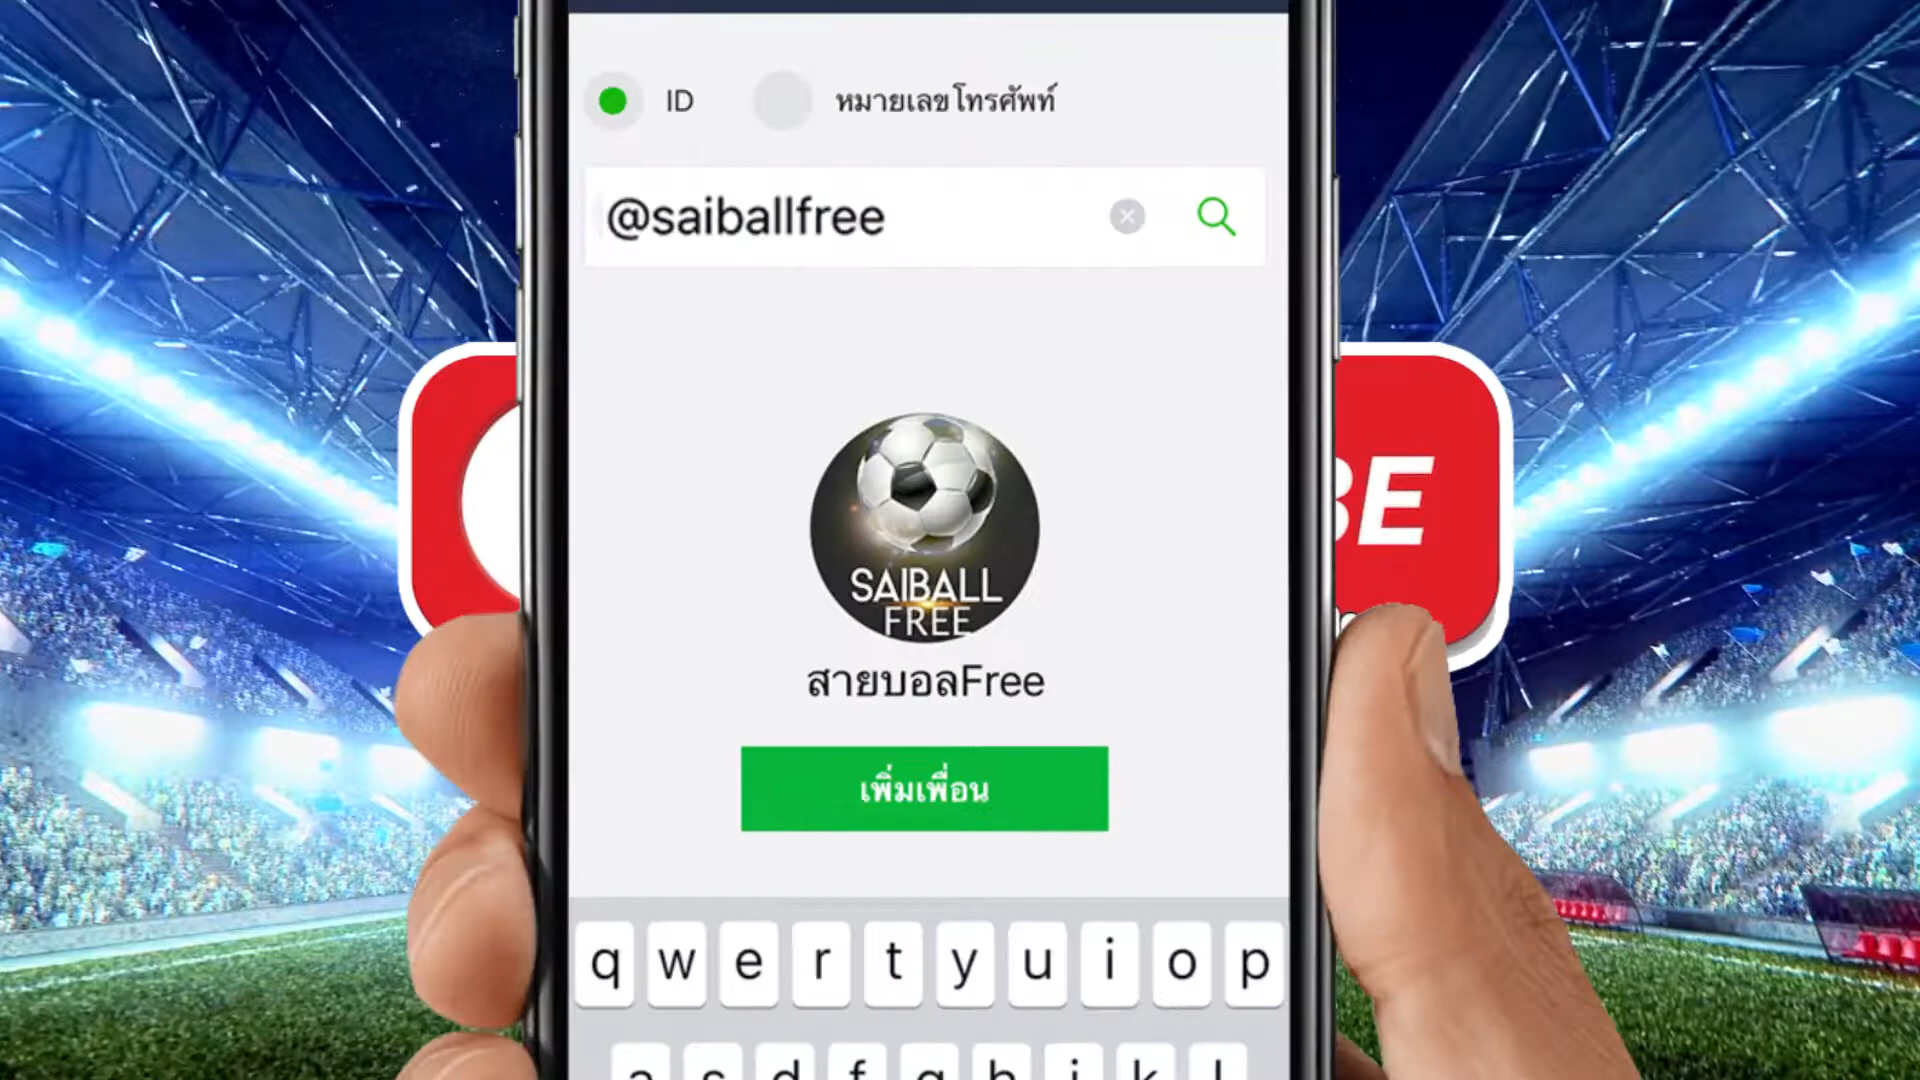 ID
หมายเลขโทรศัพท์
@saiballfree
BE
SAIBALL
FREE
สายบอลFree
เพิ่มเพื่อน
q w e r t y u i o p
a s d f g h j k l